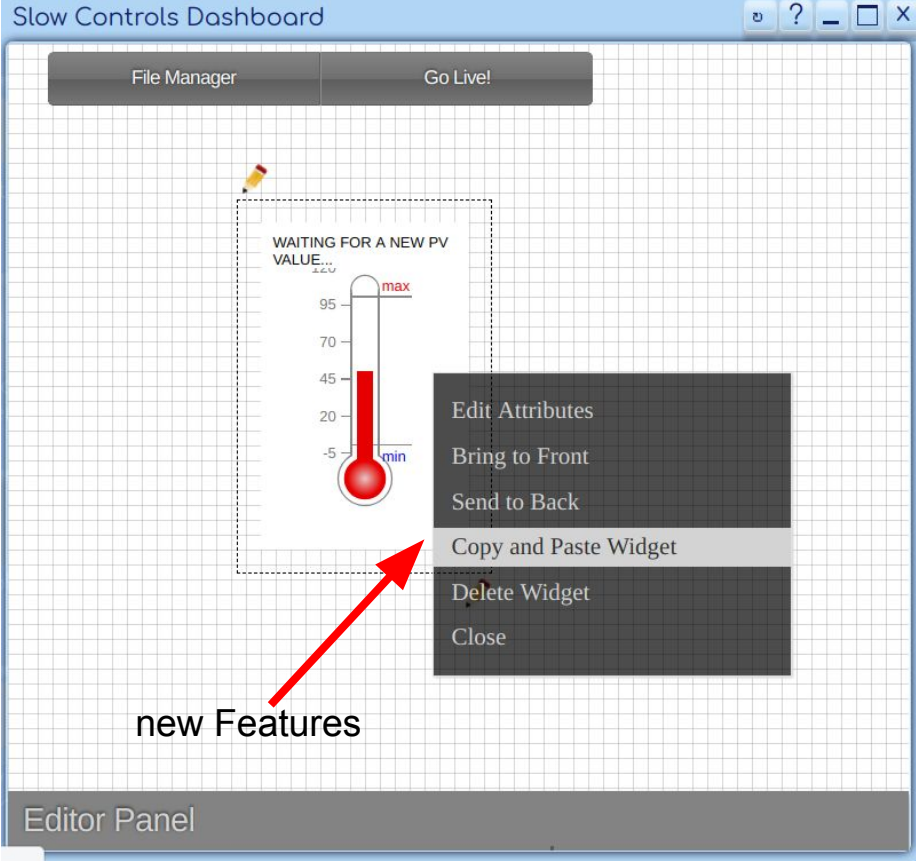 Slow Controls Dashboard
? X
File Manager Go Live!
WAITING FOR A NEW PV
VALUE...
120
max
95
70
45
20
-5
min
Edit Attributes
Bring to Front
Send to Back
Copy and Paste Widget
Delete Widget
Close
new Features
Editor Panel